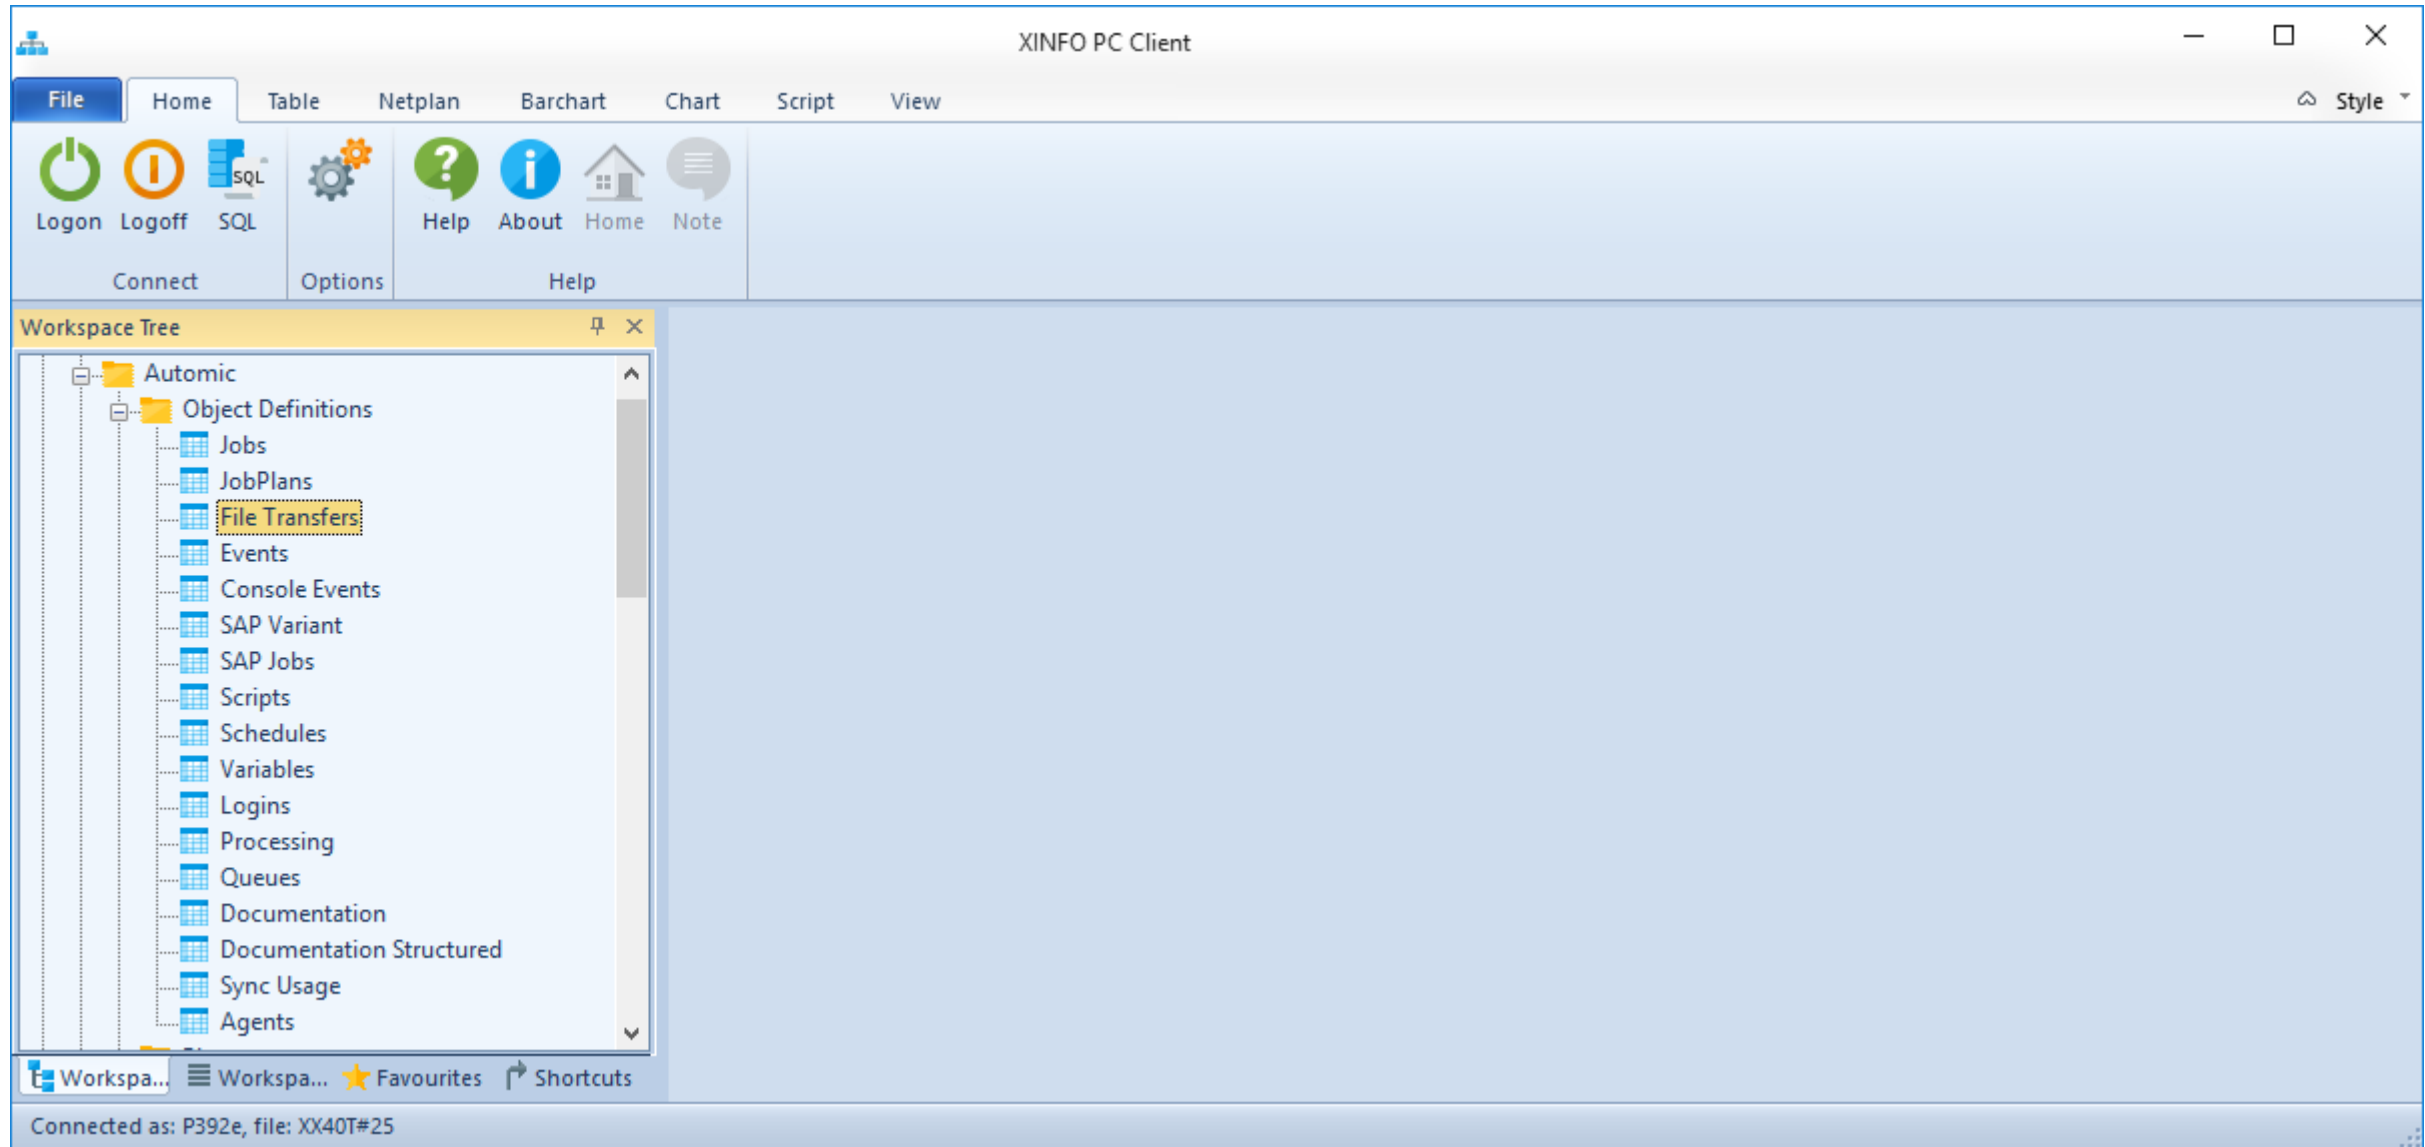 XINFO PC Client
File Home Table Netplan Barchart Chart Script View Style
SQL
Logon Logoff SQL Help About Home Note
Connect Options Help
Workspace Tree
Automic
Object Definitions
Jobs
JobPlans
File Transfers
Events
Console Events
SAP Variant
SAP Jobs
Scripts
Schedules
Variables
Logins
Processing
Queues
Documentation
Documentation Structured
Sync Usage
Agents
Workspa... Workspa... Favourites Shortcuts
Connected as: P392e, file: XX40T#25